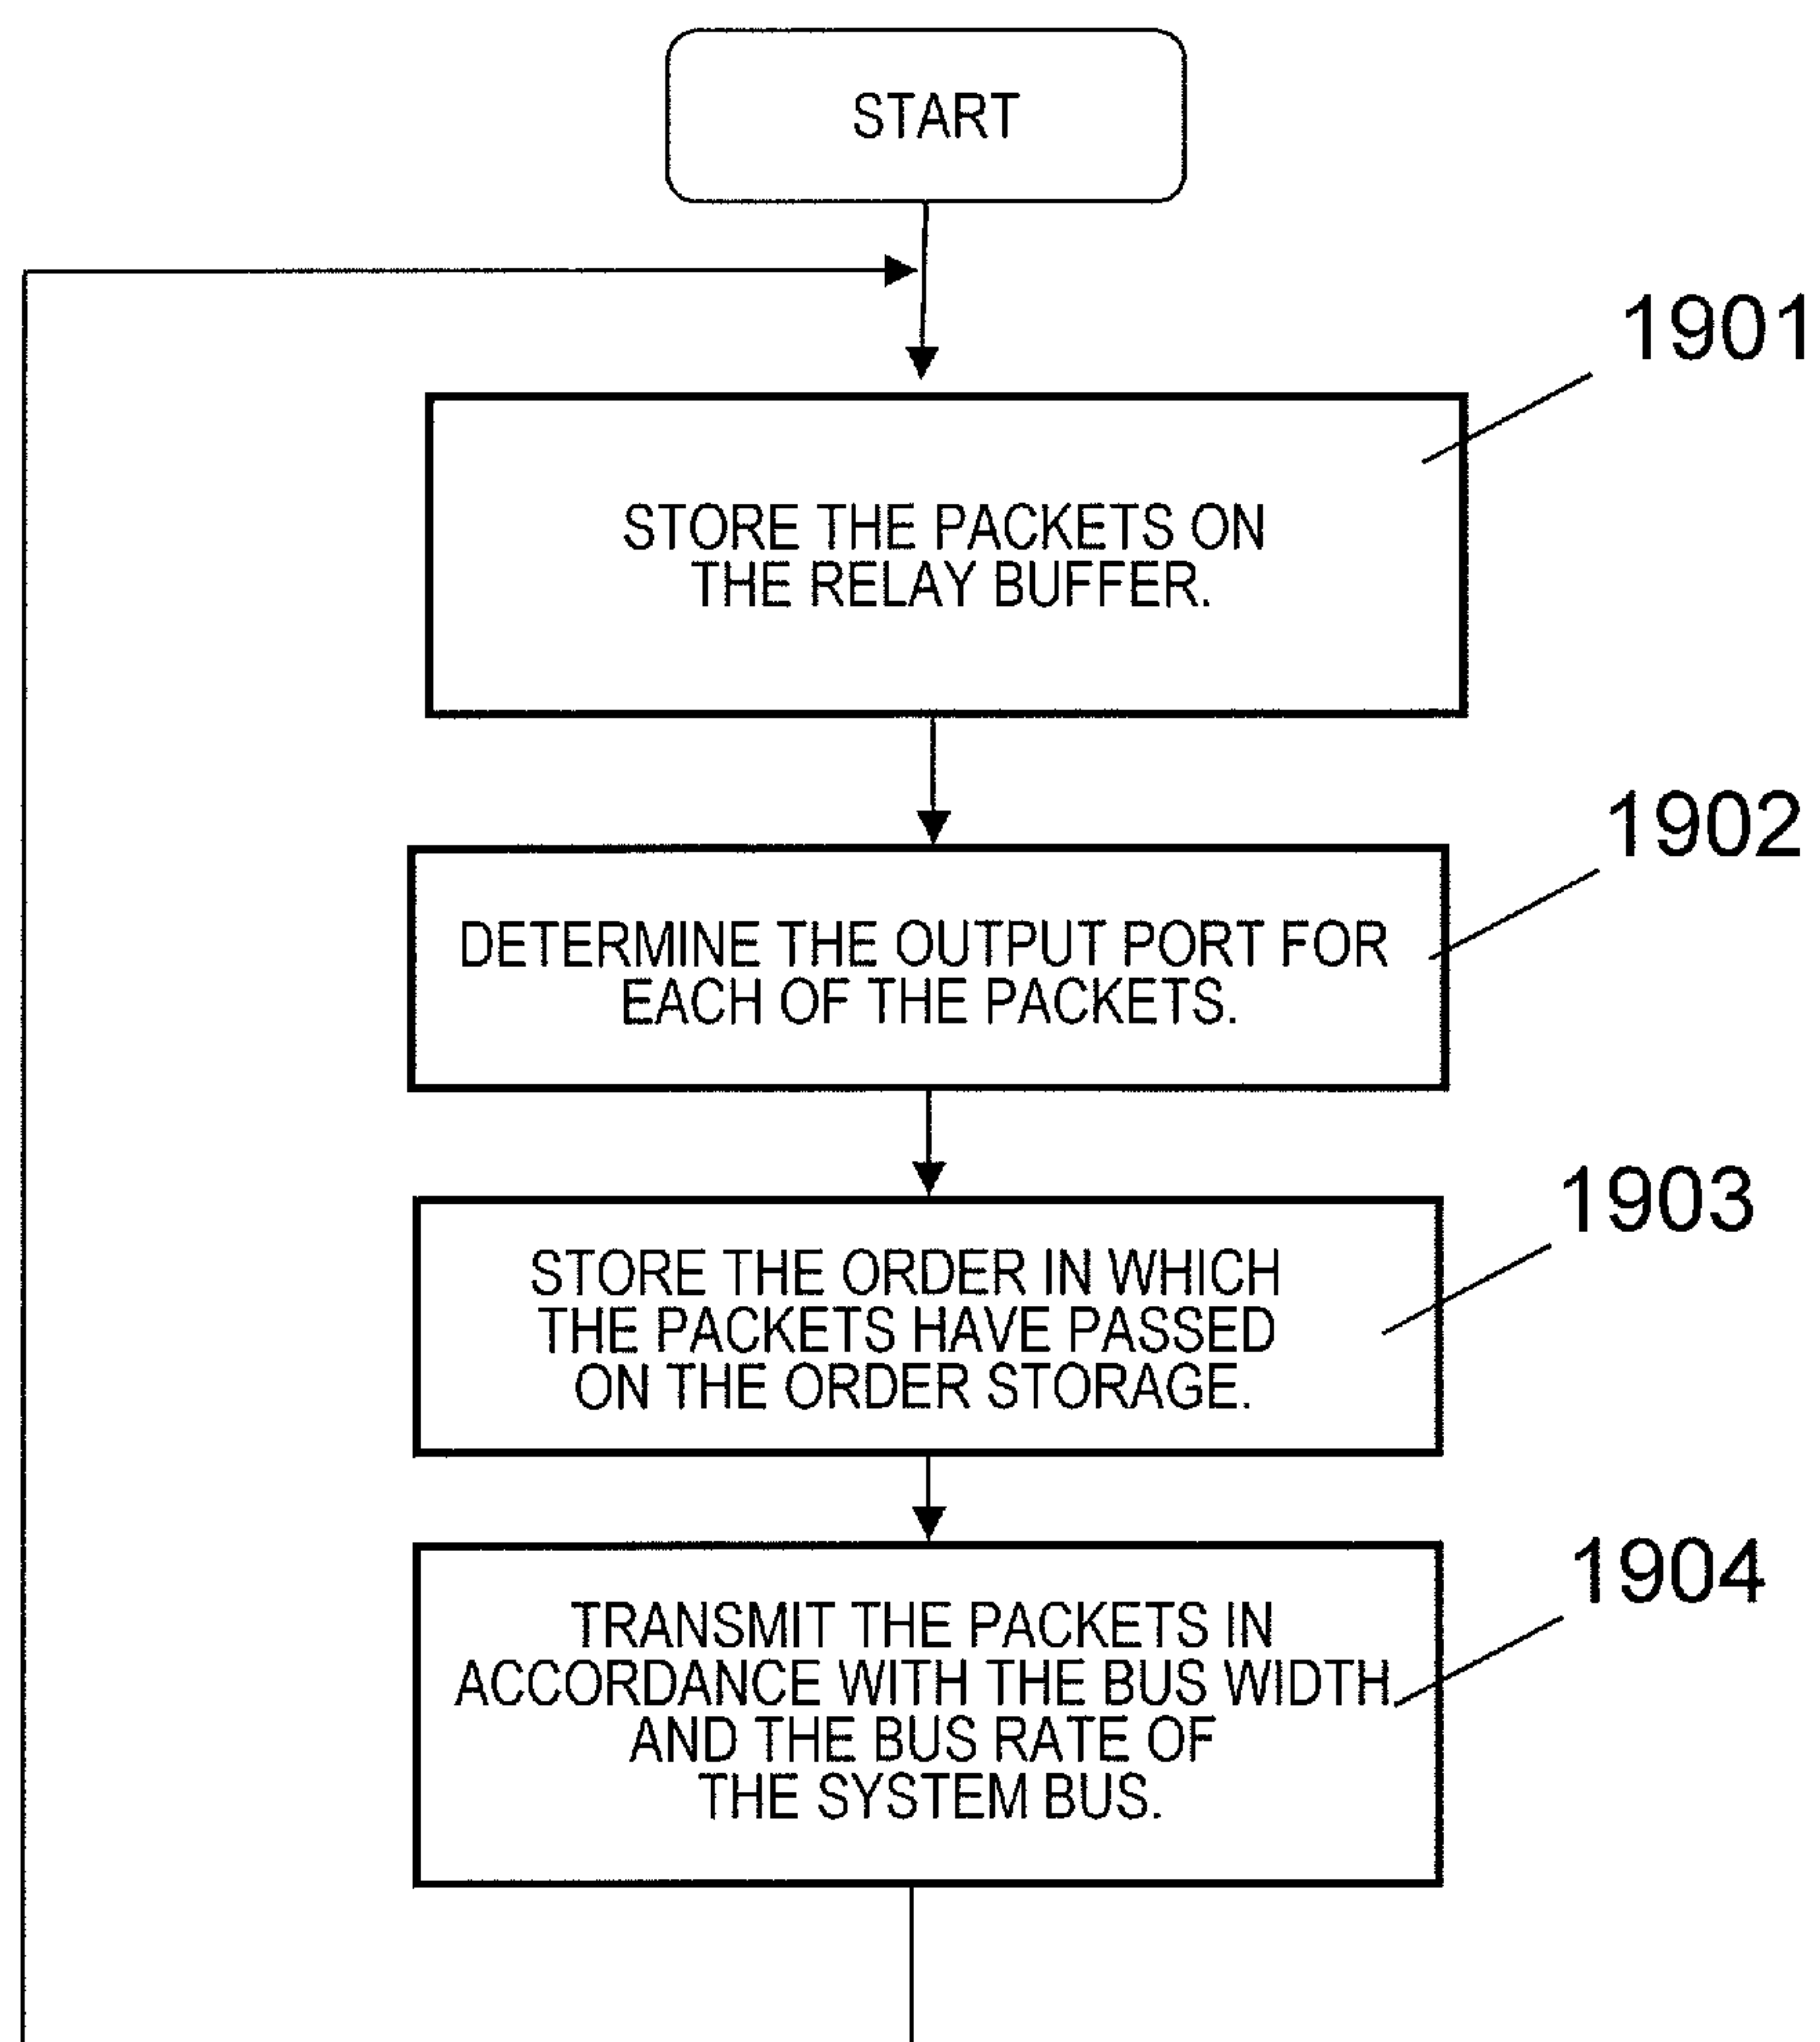 START
1901
STORE THE PACKETS ON
THE RELAY BUFFER.
1902
DETERMINE THE OUTPUT PORT FOR
EACH OF THE PACKETS.
1903
STORE THE ORDER IN WHICH
THE PACKETS HAVE PASSED
ON THE ORDER STORAGE.
1904
TRANSMIT THE PACKETS IN
ACCORDANCE WITH THE BUS WIDTH
AND THE BUS RATE OF
THE SYSTEM BUS.